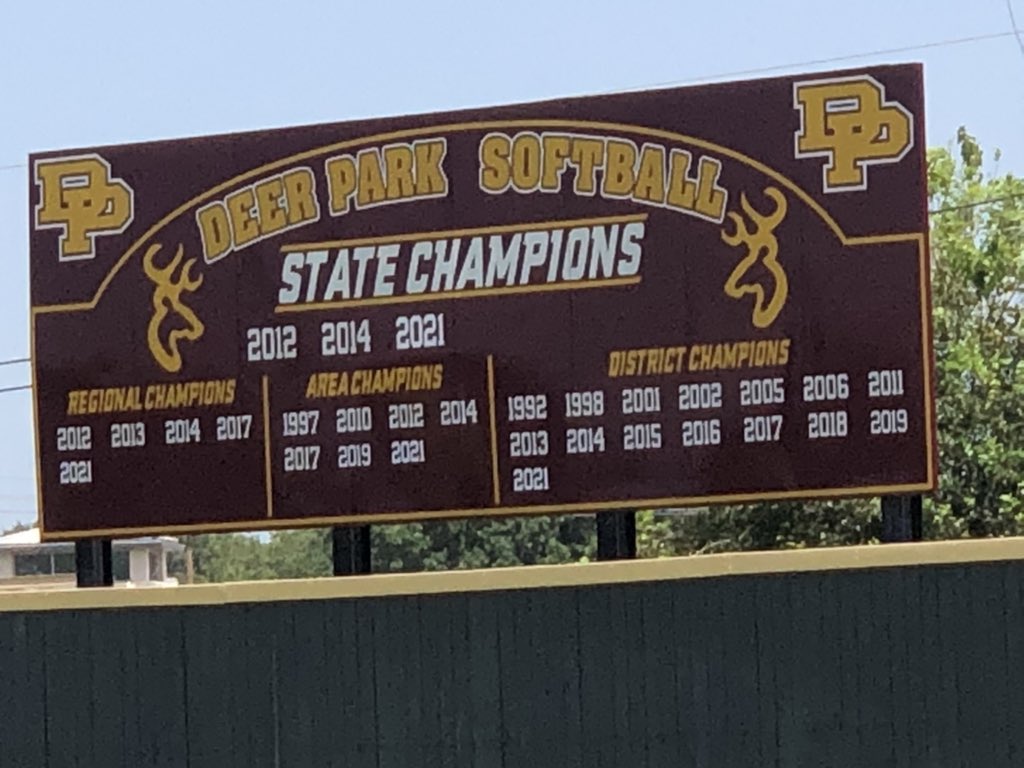 DP DP
DEER PARK SOFTBALL
STATE CHAMPIONS
2012 2014 2021
REGIONAL CHAMPIONS
2012 2013 2014 2017
2021
AREA CHAMPIONS
1997 2010 2012 2014
2017 2019 2021
DISTRICT CHAMPIONS
1992 1998 2001 2002 2005 2006 2011
2013 2014 2015 2016 2017 2018 2019
2021